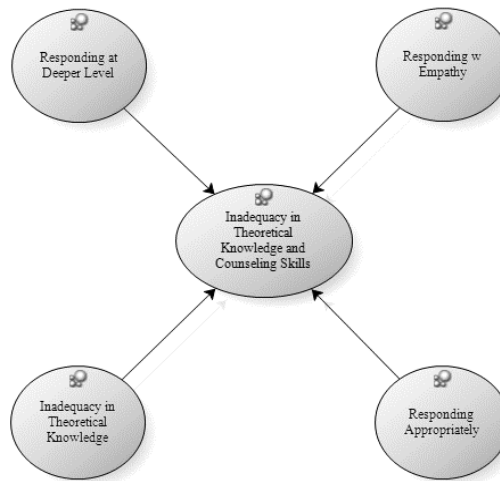 Responding at
Deeper Level
Responding w
Empathy
Inadequacy in
Theoretical
Knowledge and
Counseling Skills
Inadequacy in
Theoretical
Knowledge
Responding
Appropriately